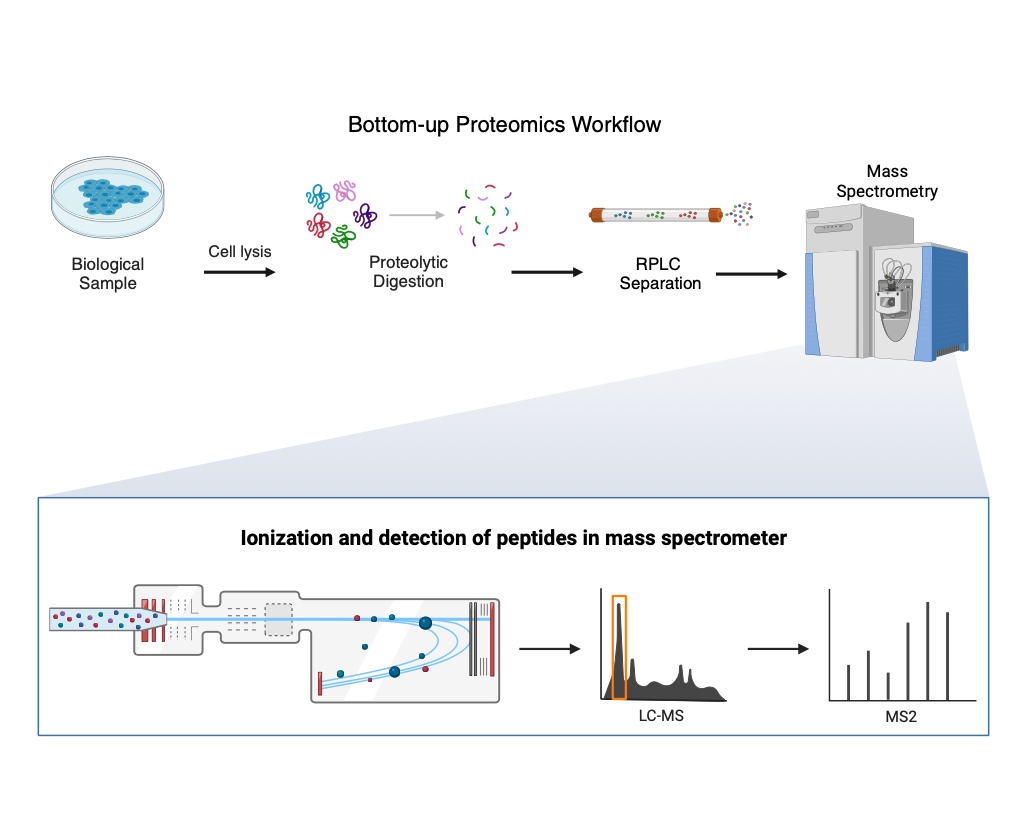 Bottom-up Proteomics Workflow
Mass
Spectrometry
Cell lysis
Biological
Sample
Proteolytic
Digestion
RPLC
Separation
Ionization and detection of peptides in mass spectrometer
LC-MS
MS2